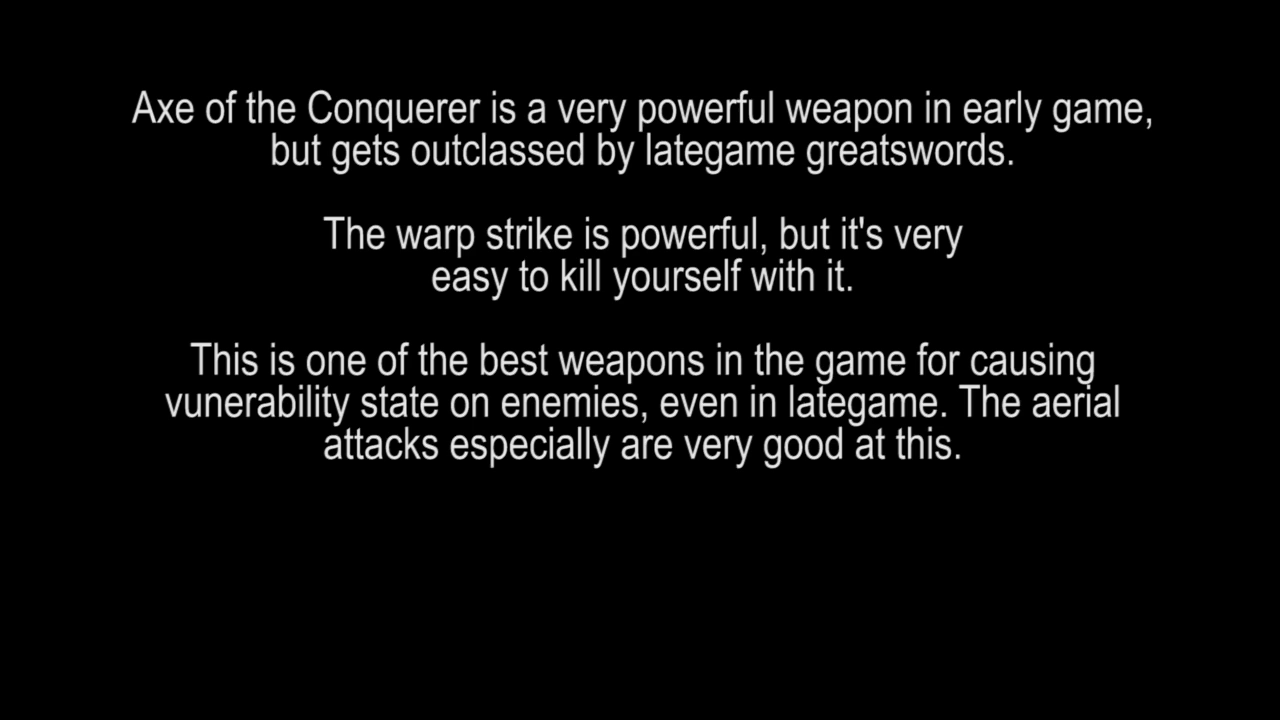 Axe of the Conquerer is a very powerful weapon in early game,
but gets outclassed by lategame greatswords.
The warp strike is powerful, but it's very
easy to kill yourself with it.
This is one of the best weapons in the game for causing
vunerability state on enemies, even in lategame. The aerial
attacks especially are very good at this.